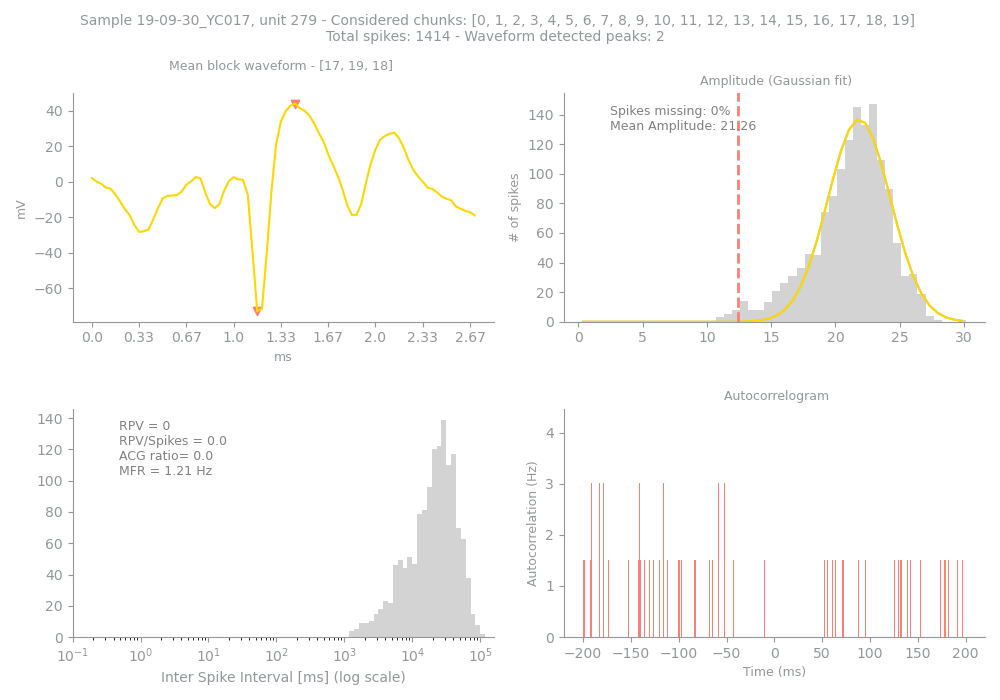 Sample 19-09-30_YC017, unit 279 - Considered chunks: [0, 1, 2, 3, 4, 5, 6, 7, 8, 9, 10, 11, 12, 13, 14, 15, 16, 17, 18, 19]
Total spikes: 1414 - Waveform detected peaks: 2
Mean block waveform - [17, 19, 18]
40
20
0
−20
−40
−60
mV
0.0 0.33 0.67 1.0 1.33 1.67 2.0 2.33 2.67
ms
Amplitude (Gaussian fit)
Spikes missing: 0%
Mean Amplitude: 21.26
140
120
100
80
60
40
20
0
# of spikes
0 5 10 15 20 25 30
RPV = 0
RPV/Spikes = 0.0
ACG ratio= 0.0
MFR = 1.21 Hz
140
120
100
80
60
40
20
0
10⁻¹ 10⁰ 10¹ 10² 10³ 10⁴ 10⁵
Inter Spike Interval [ms] (log scale)
Autocorrelogram
4
3
2
1
0
Autocorrelation (Hz)
−200 −150 −100 −50 0 50 100 150 200
Time (ms)